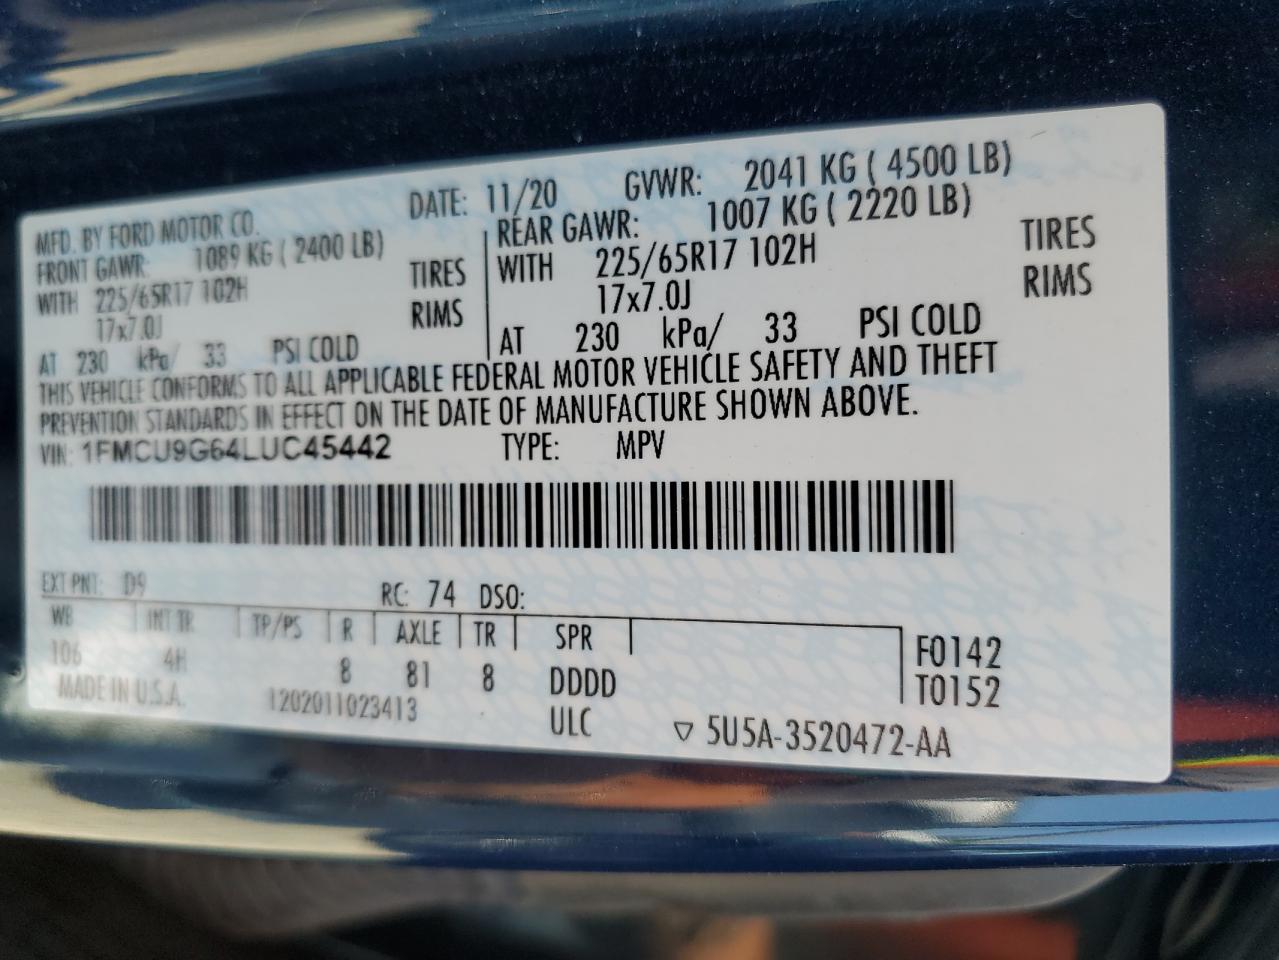 MFD. BY FORD MOTOR CO.
DATE: 11/20 GVWR: 2041 KG ( 4500 LB)
FRONT GAWR: 1089 KG ( 2400 LB)
WITH 225/65R17 102H TIRES
17x7.0J RIMS
AT 230 kPa/ 33 PSI COLD
REAR GAWR: 1007 KG ( 2220 LB)
WITH 225/65R17 102H TIRES
17x7.0J RIMS
AT 230 kPa/ 33 PSI COLD
THIS VEHICLE CONFORMS TO ALL APPLICABLE FEDERAL MOTOR VEHICLE SAFETY AND THEFT
PREVENTION STANDARDS IN EFFECT ON THE DATE OF MANUFACTURE SHOWN ABOVE.
VIN: 1FMCU9G64LUC45442 TYPE: MPV
EXT PNT: D9 RC: 74 DSO:
WB INT TR TP/PS R AXLE TR SPR
106 4H 8 81 8 DDDD
F0142
T0152
MADE IN U.S.A. 1202011023413 ULC ▽ 5U5A-3520472-AA